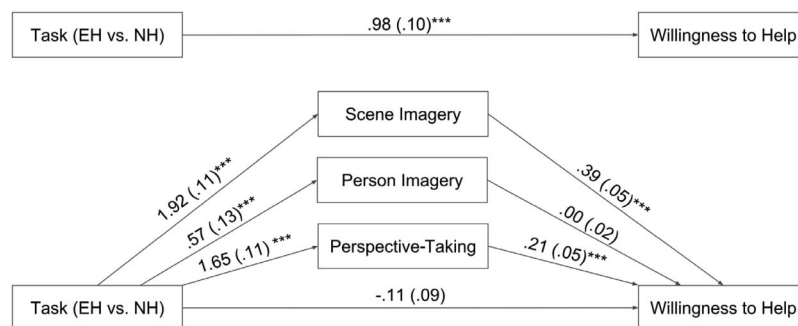 .98 (.10)***
Task (EH vs. NH)
Willingness to Help
Scene Imagery
1.92 (.11)***
.39 (.05)***
Person Imagery
.57 (.13)***
.00 (.02)
Perspective-Taking
1.65 (.11) ***
.21 (.05)***
Task (EH vs. NH)
-.11 (.09)
Willingness to Help